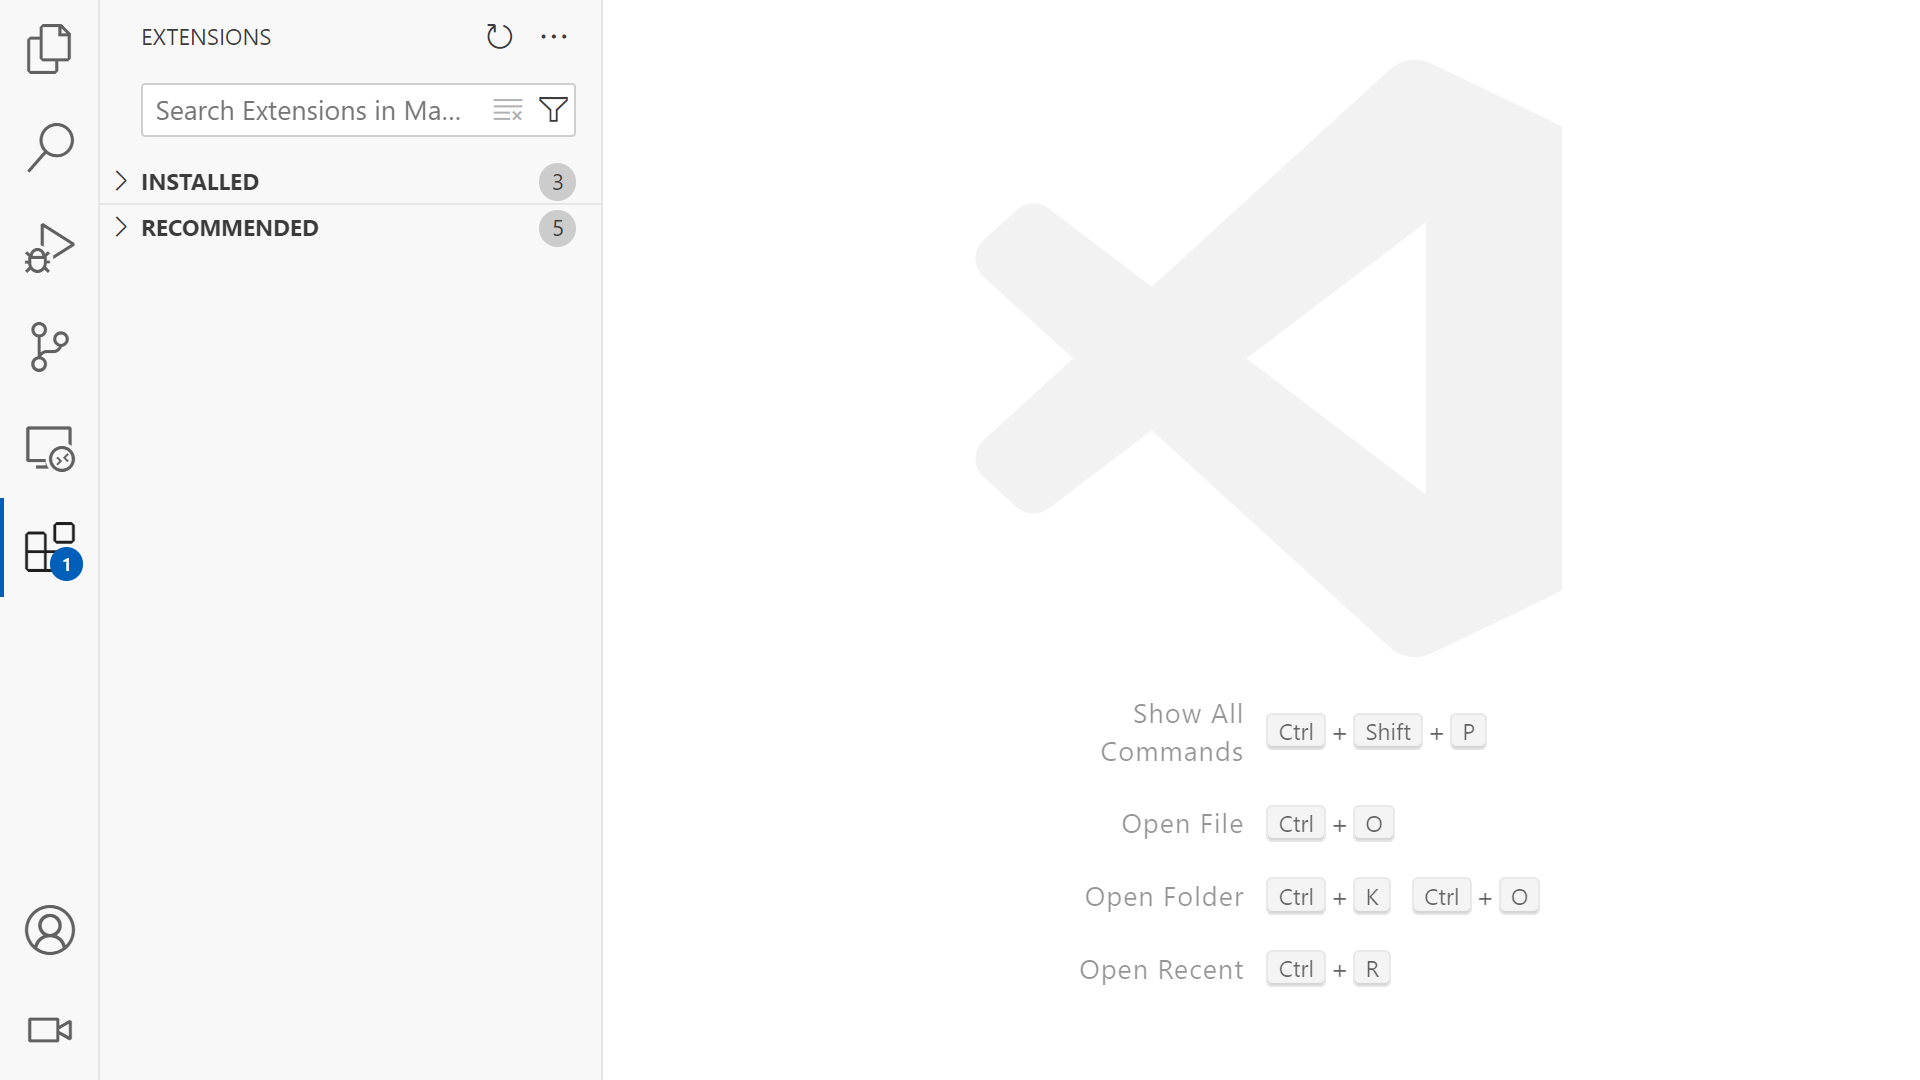 EXTENSIONS
Search Extensions in Ma...
INSTALLED 3
RECOMMENDED 5
1
Show All
Commands Ctrl + Shift + P
Open File Ctrl + O
Open Folder Ctrl + K Ctrl + O
Open Recent Ctrl + R